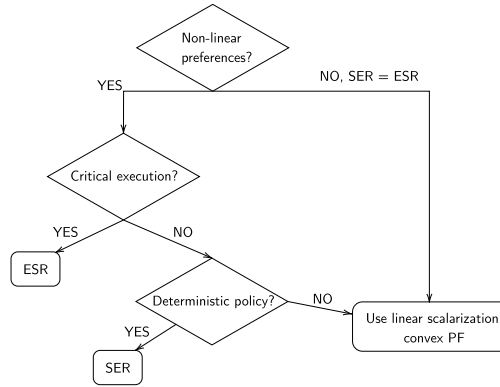 Non-linear
preferences?
YES
NO, SER = ESR
Critical execution?
YES
NO
ESR
Deterministic policy?
NO
YES
Use linear scalarization
convex PF
SER